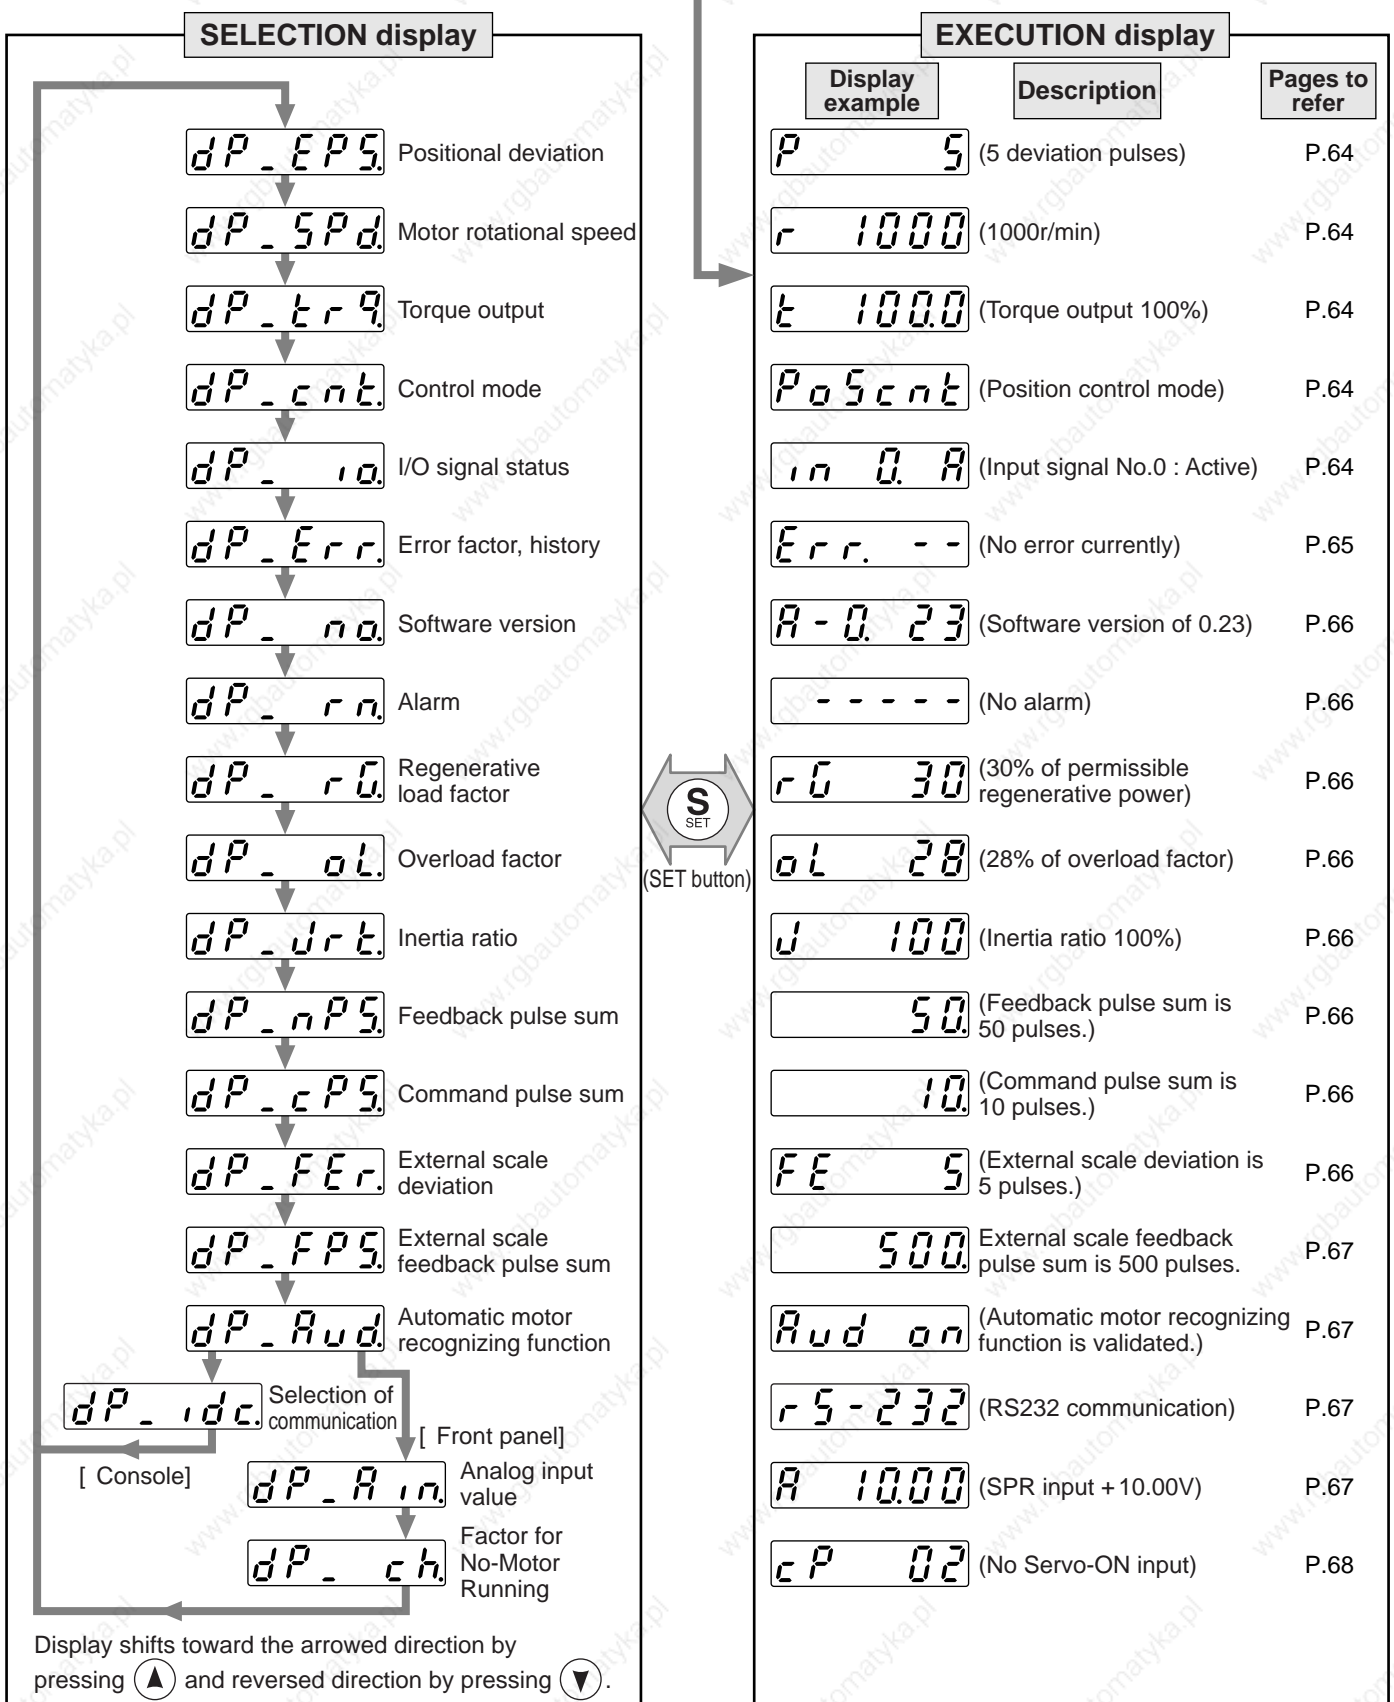 SELECTION display
dP_EPS. Positional deviation
dP_SPd. Motor rotational speed
dP_trq. Torque output
dP_cnt. Control mode
dP_ io. I/O signal status
dP_Err. Error factor, history
dP_ no. Software version
dP_ rn. Alarm
dP_ rG. Regenerative
load factor
dP_ oL. Overload factor
dP_Jrt. Inertia ratio
dP_nPS. Feedback pulse sum
dP_cPS. Command pulse sum
dP_FEr. External scale
deviation
dP_FPS. External scale
feedback pulse sum
dP_Aud. Automatic motor
recognizing function
dP_ idc. Selection of
communication
[ Console]
[ Front panel]
dP_A in. Analog input
value
dP_ ch. Factor for
No-Motor
Running
Display shifts toward the arrowed direction by
pressing ▲ and reversed direction by pressing ▼.
S
SET
(SET button)
EXECUTION display
Display
example
Description
Pages to
refer
P 5 (5 deviation pulses) P.64
r 1000 (1000r/min) P.64
t 100.0 (Torque output 100%) P.64
PoScnt (Position control mode) P.64
in 0. A (Input signal No.0 : Active) P.64
Err. -- (No error currently) P.65
A-0. 23 (Software version of 0.23) P.66
----- (No alarm) P.66
rG 30 (30% of permissible
regenerative power) P.66
oL 28 (28% of overload factor) P.66
J 100 (Inertia ratio 100%) P.66
50. (Feedback pulse sum is
50 pulses.) P.66
10. (Command pulse sum is
10 pulses.) P.66
FE 5 (External scale deviation is
5 pulses.) P.66
500. External scale feedback
pulse sum is 500 pulses. P.67
Aud on (Automatic motor recognizing
function is validated.) P.67
rS-232 (RS232 communication) P.67
A 10.00 (SPR input +10.00V) P.67
cP 02 (No Servo-ON input) P.68
www.rgbautomatyka.pl